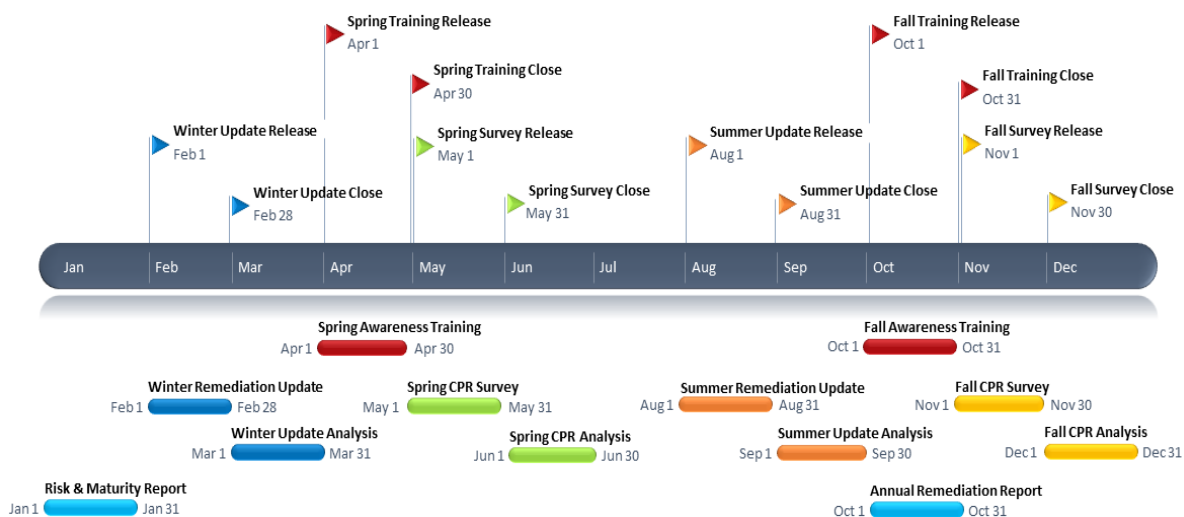 Spring Training Release
Apr 1
Fall Training Release
Oct 1
Spring Training Close
Apr 30
Fall Training Close
Oct 31
Winter Update Release
Feb 1
Spring Survey Release
May 1
Summer Update Release
Aug 1
Fall Survey Release
Nov 1
Winter Update Close
Feb 28
Spring Survey Close
May 31
Summer Update Close
Aug 31
Fall Survey Close
Nov 30
Jan Feb Mar Apr May Jun Jul Aug Sep Oct Nov Dec
Spring Awareness Training
Apr 1 Apr 30
Fall Awareness Training
Oct 1 Oct 31
Winter Remediation Update
Feb 1 Feb 28
Spring CPR Survey
May 1 May 31
Summer Remediation Update
Aug 1 Aug 31
Fall CPR Survey
Nov 1 Nov 30
Winter Update Analysis
Mar 1 Mar 31
Spring CPR Analysis
Jun 1 Jun 30
Summer Update Analysis
Sep 1 Sep 30
Fall CPR Analysis
Dec 1 Dec 31
Risk & Maturity Report
Jan 1 Jan 31
Annual Remediation Report
Oct 1 Oct 31